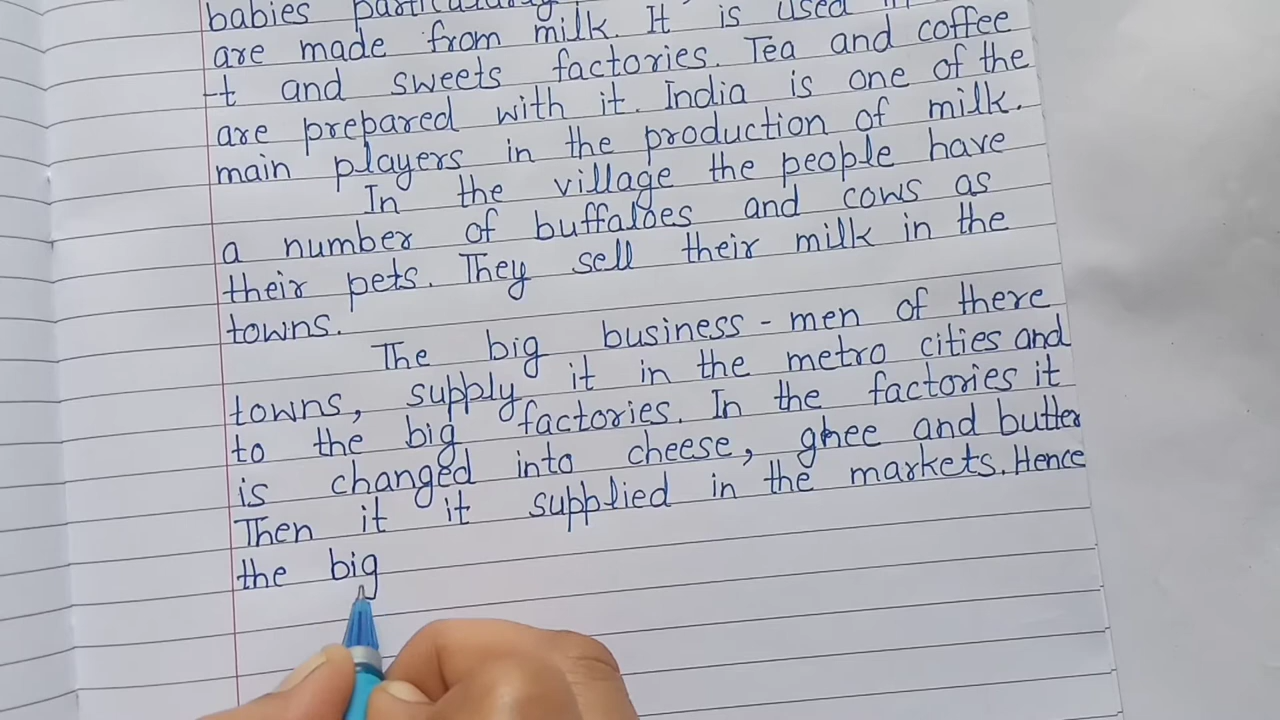 babies particularly
are made from milk. It is used in
-t and sweets factories. Tea and coffee
are prepared with it. India is one of the
main players in the production of milk.
In the village the people have
a number of buffaloes and cows as
their pets. They sell their milk in the
towns.
The big business - men of there
towns, supply it in the metro cities and
to the big factories. In the factories it
is changed into cheese, ghee and butter
Then it it supplied in the markets. Hence
the big